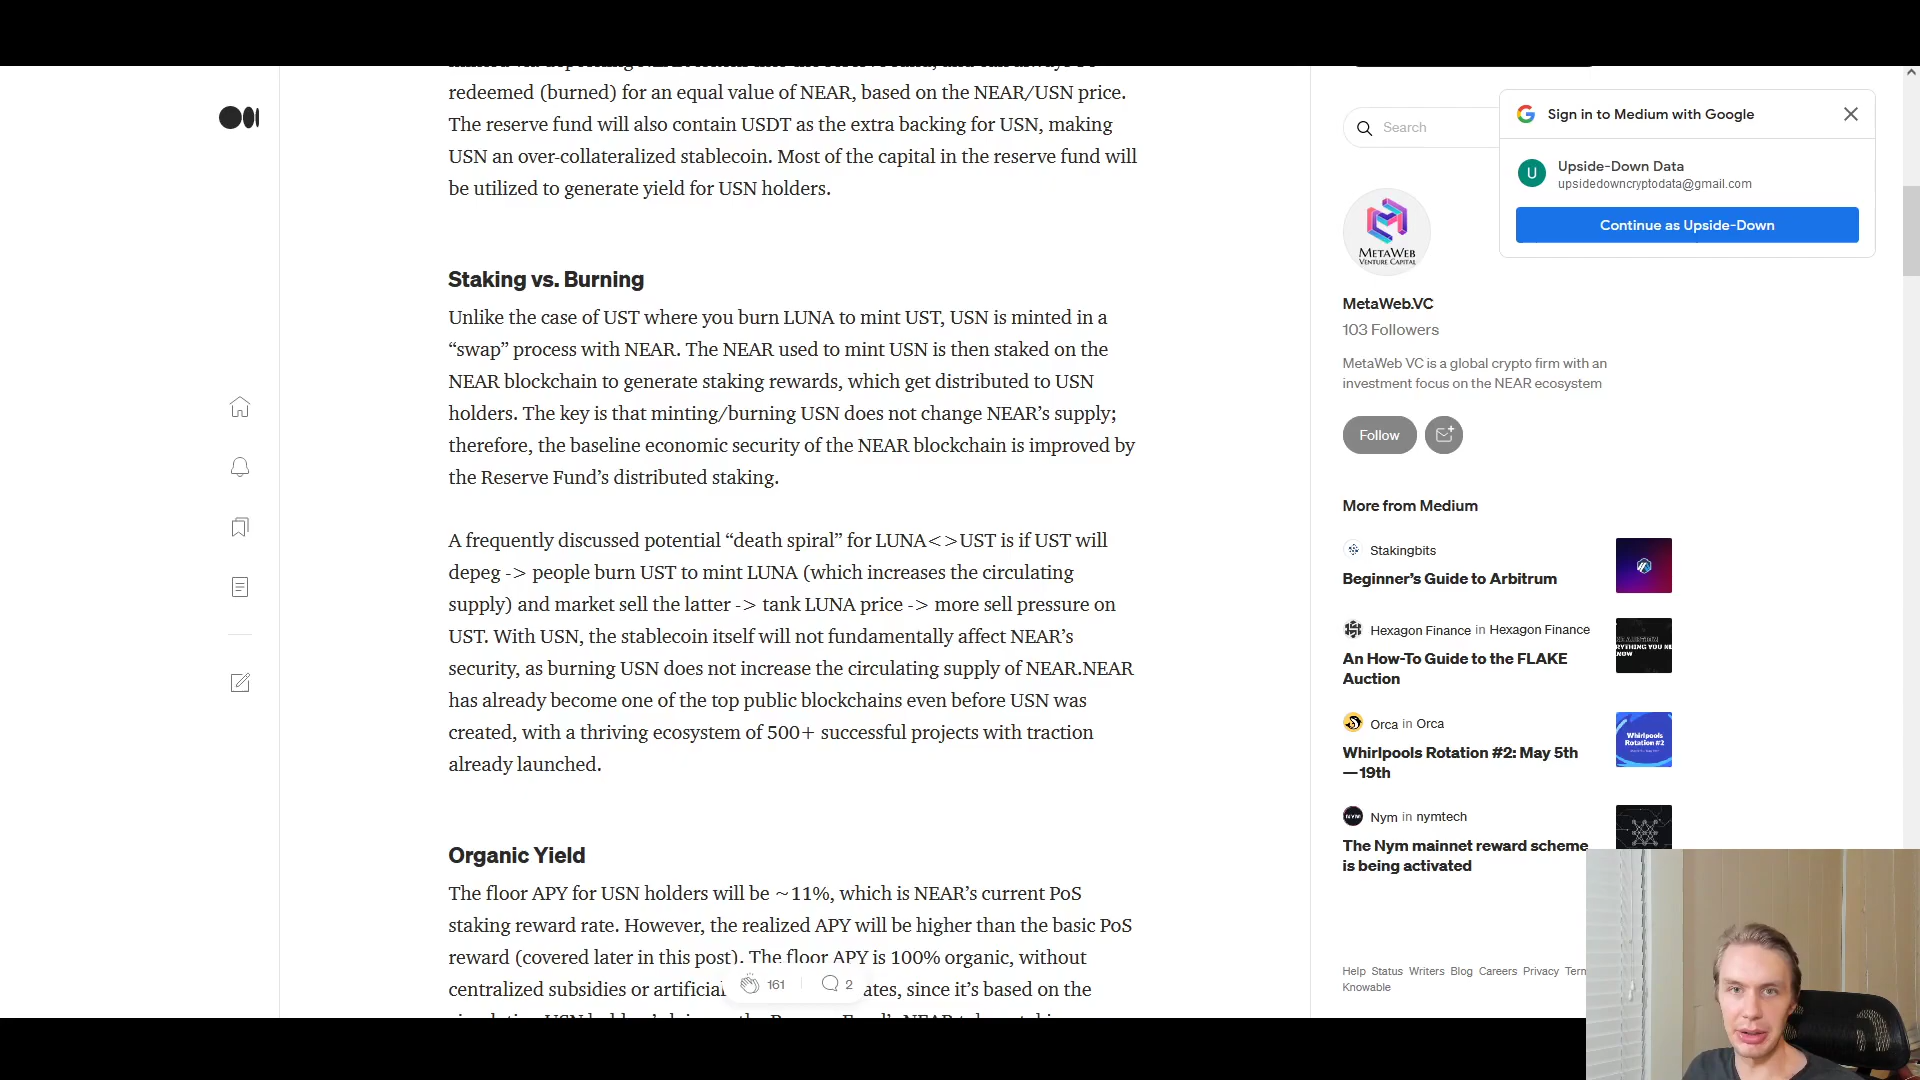 redeemed (burned) for an equal value of NEAR, based on the NEAR/USN price.
The reserve fund will also contain USDT as the extra backing for USN, making
USN an over-collateralized stablecoin. Most of the capital in the reserve fund will
be utilized to generate yield for USN holders.
Staking vs. Burning
Unlike the case of UST where you burn LUNA to mint UST, USN is minted in a
“swap” process with NEAR. The NEAR used to mint USN is then staked on the
NEAR blockchain to generate staking rewards, which get distributed to USN
holders. The key is that minting/burning USN does not change NEAR’s supply;
therefore, the baseline economic security of the NEAR blockchain is improved by
the Reserve Fund’s distributed staking.
A frequently discussed potential “death spiral” for LUNA<>UST is if UST will
depeg -> people burn UST to mint LUNA (which increases the circulating
supply) and market sell the latter -> tank LUNA price -> more sell pressure on
UST. With USN, the stablecoin itself will not fundamentally affect NEAR’s
security, as burning USN does not increase the circulating supply of NEAR.NEAR
has already become one of the top public blockchains even before USN was
created, with a thriving ecosystem of 500+ successful projects with traction
already launched.
Organic Yield
The floor APY for USN holders will be ~11%, which is NEAR’s current PoS
staking reward rate. However, the realized APY will be higher than the basic PoS
reward (covered later in this post). The floor APY is 100% organic, without
centralized subsidies or artificial ates, since it’s based on the
161
2
Search
Sign in to Medium with Google
U
Upside-Down Data
upsidedowncryptodata@gmail.com
Continue as Upside-Down
METAWEB
VENTURE CAPITAL
MetaWeb.VC
103 Followers
MetaWeb VC is a global crypto firm with an
investment focus on the NEAR ecosystem
Follow
More from Medium
Stakingbits
Beginner’s Guide to Arbitrum
Hexagon Finance in Hexagon Finance
An How-To Guide to the FLAKE
Auction
Orca in Orca
Whirlpools Rotation #2: May 5th
—19th
Whirlpools
Rotation #2
Nym in nymtech
The Nym mainnet reward scheme
is being activated
Help Status Writers Blog Careers Privacy Term
Knowable